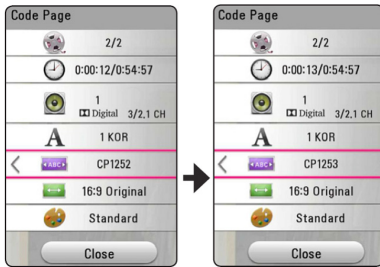 Code Page
2/2
0:00:12/0:54:57
1
Digital 3/2.1 CH
A 1 KOR
ABC CP1252
16:9 Original
Standard
Close
Code Page
2/2
0:00:13/0:54:57
1
Digital 3/2.1 CH
A 1 KOR
ABC CP1253
16:9 Original
Standard
Close